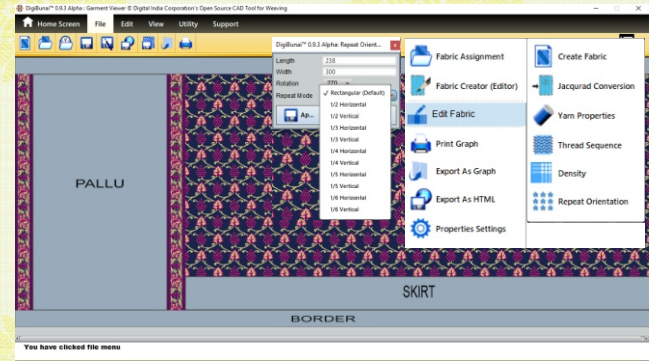 DigiBunai™ 0.9.3 Alpha: Garment Viewer © Digital India Corporation's Open Source CAD Tool for Weaving
Home Screen File Edit View Utility Support
DigiBunai™ 0.9.3 Alpha: Repeat Orient...
Length 238
Width 300
Rotation 270
Repeat Mode
Ap...
✓ Rectangular (Default)
1/2 Horizontal
1/2 Vertical
1/3 Horizontal
1/3 Vertical
1/4 Horizontal
1/4 Vertical
1/5 Horizontal
1/5 Vertical
1/6 Horizontal
1/6 Vertical
Fabric Assignment
Fabric Creator (Editor)
Edit Fabric
Print Graph
Export As Graph
Export As HTML
Properties Settings
Create Fabric
Jacqurad Conversion
Yarn Properties
Thread Sequence
Density
Repeat Orientation
PALLU
SKIRT
BORDER
You have clicked file menu